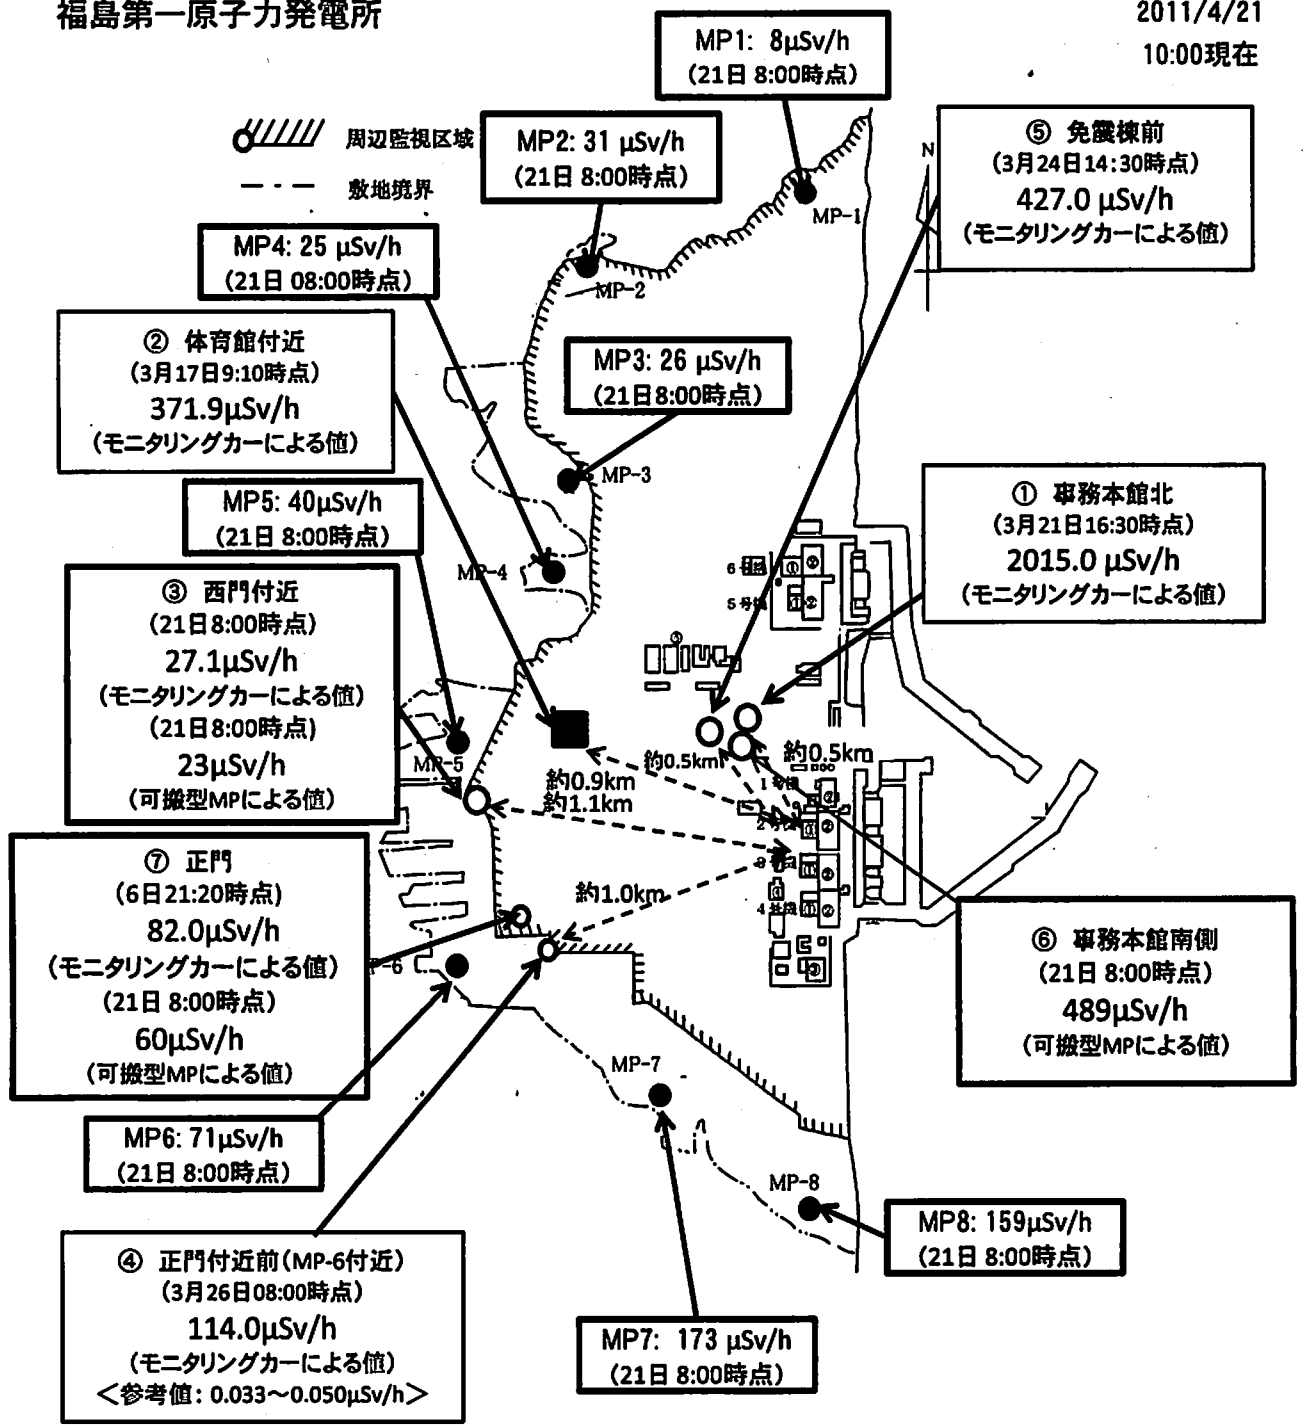 福島第一原子力発電所
2011/4/21
10:00現在
MP1: 8μSv/h
(21日 8:00時点)
周辺監視区域
敷地境界
MP2: 31 μSv/h
(21日 8:00時点)
⑤ 免震棟前
(3月24日14:30時点)
427.0 μSv/h
(モニタリングカーによる値)
N
MP-1
MP4: 25 μSv/h
(21日 08:00時点)
MP-2
② 体育館付近
(3月17日9:10時点)
371.9μSv/h
(モニタリングカーによる値)
MP3: 26 μSv/h
(21日8:00時点)
MP-3
① 事務本館北
(3月21日16:30時点)
2015.0 μSv/h
(モニタリングカーによる値)
MP5: 40μSv/h
(21日 8:00時点)
MP-4
6号機
① ②
5号機
① ②
③ 西門付近
(21日8:00時点)
27.1μSv/h
(モニタリングカーによる値)
(21日8:00時点)
23μSv/h
(可搬型MPによる値)
MP-5
約0.5km
約0.5km
約0.9km
約1.1km
1号機
2号機
①
②
①
②
4号機
①
②
⑦ 正門
(6日21:20時点)
82.0μSv/h
(モニタリングカーによる値)
(21日 8:00時点)
60μSv/h
(可搬型MPによる値)
約1.0km
P-6
⑥ 事務本館南側
(21日 8:00時点)
489μSv/h
(可搬型MPによる値)
MP-7
MP6: 71μSv/h
(21日 8:00時点)
MP-8
MP8: 159μSv/h
(21日 8:00時点)
④ 正門付近前(MP-6付近)
(3月26日08:00時点)
114.0μSv/h
(モニタリングカーによる値)
<参考値: 0.033～0.050μSv/h>
MP7: 173 μSv/h
(21日 8:00時点)